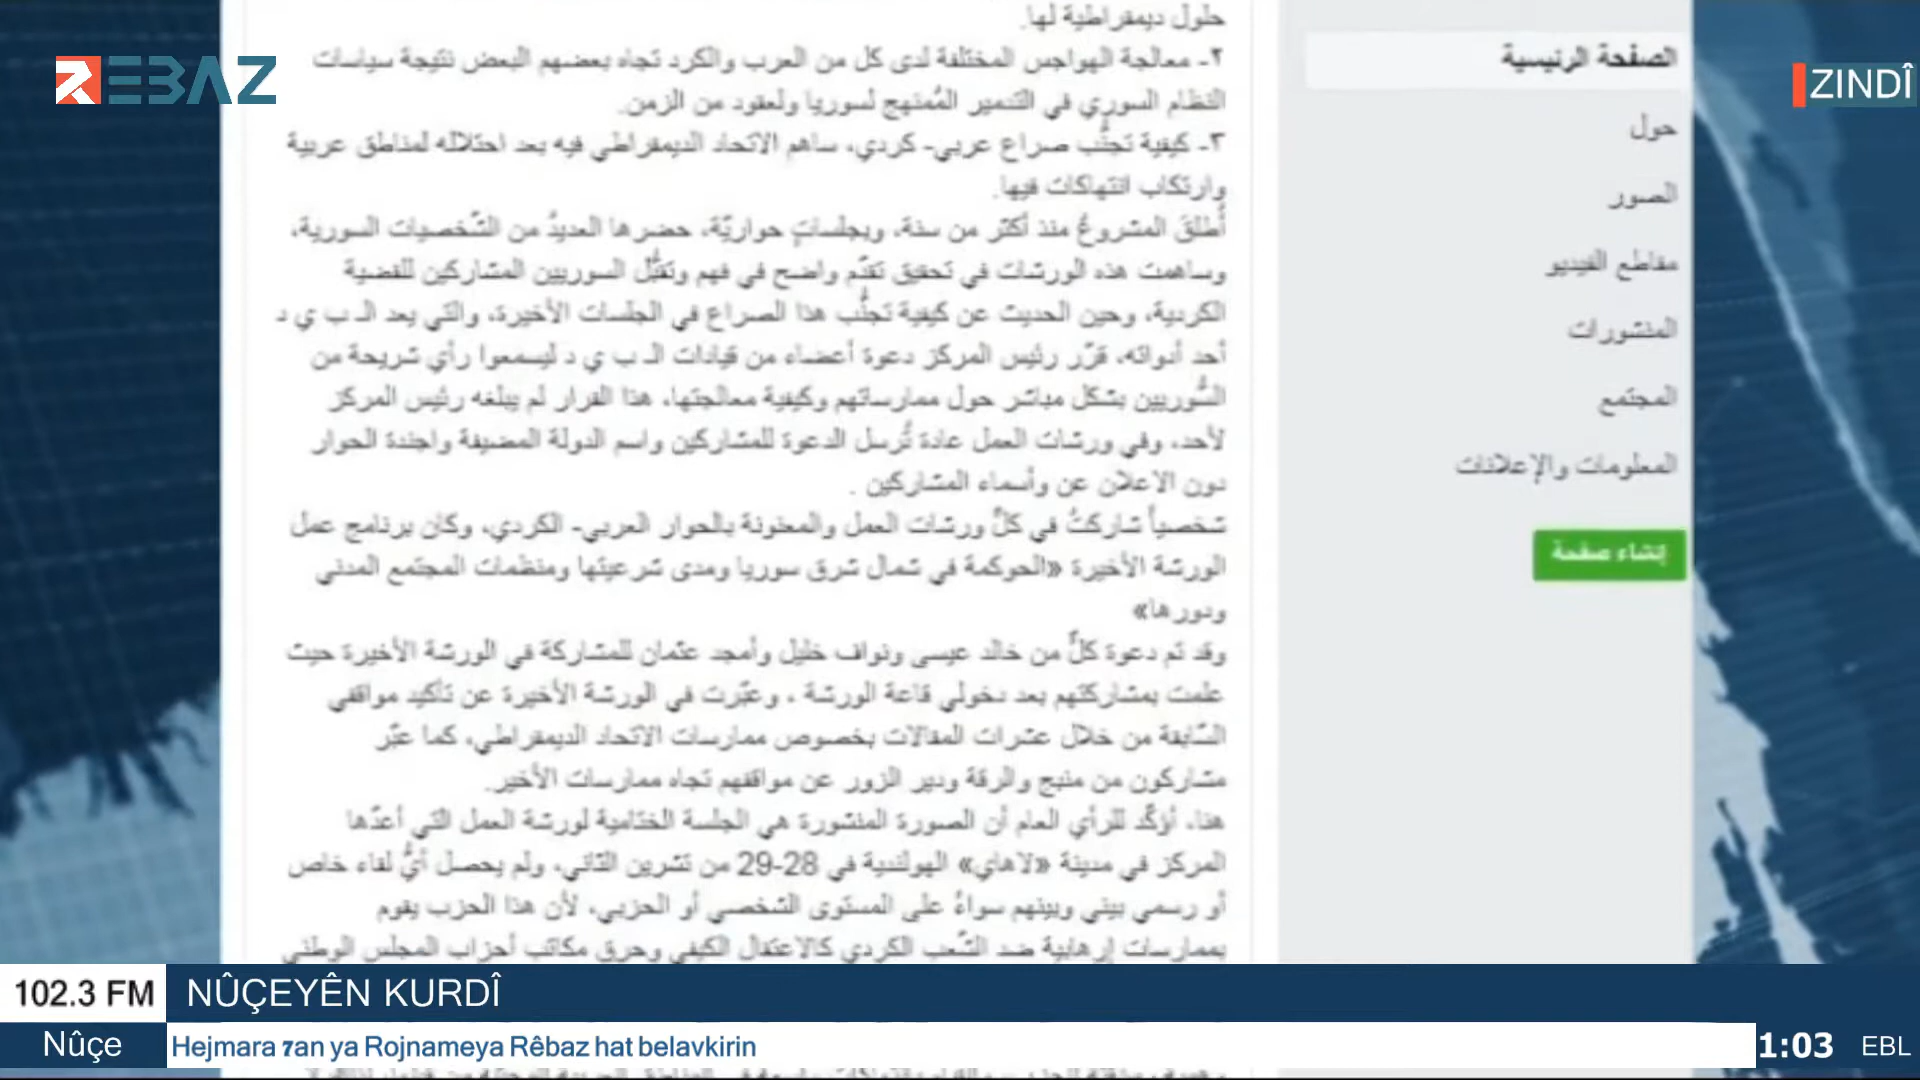 REBAZ
ZINDÎ
حلول ديمقراطية لها.
٢- معالجة الهواجس المختلفة لدى كل من العرب والكرد تجاه بعضهم البعض نتيجة سياسات
النظام السوري في التدمير المُمنهج لسوريا ولعقود من الزمن.
٣- كيفية تجنُّب صراع عربي- كردي، ساهم الاتحاد الديمقراطي فيه بعد احتلاله لمناطق عربية
وارتكاب انتهاكات فيها.
أُطلقَ المشروعُ منذ أكثر من سنة، وبجلساتٍ حواريّة، حضرها العديدُ من الشّخصيات السورية،
وساهمت هذه الورشات في تحقيق تقدّم واضح في فهم وتقبُّل السوريين المشاركين للقضية
الكردية، وحين الحديث عن كيفية تجنُّب هذا الصراع في الجلسات الأخيرة، والتي يعد الـ ب ي د
أحد أدواته، قرّر رئيس المركز دعوة أعضاء من قيادات الـ ب ي د ليسمعوا رأي شريحة من
السُّوريين بشكل مباشر حول ممارساتهم وكيفية معالجتها، هذا القرار لم يبلغه رئيس المركز
لأحد، وفي ورشات العمل عادة تُرسل الدعوة للمشاركين واسم الدولة المضيفة واجندة الحوار
دون الاعلان عن وأسماء المشاركين .
شخصياً شاركتُ في كلِّ ورشات العمل والمعنونة بالحوار العربي- الكردي، وكان برنامج عمل
الورشة الأخيرة «الحوكمة في شمال شرق سوريا ومدى شرعيتها ومنظمات المجتمع المدني
ودورها»
وقد تم دعوة كلٍّ من خالد عيسى ونواف خليل وأمجد عثمان للمشاركة في الورشة الأخيرة حيث
علمت بمشاركتهم بعد دخولي قاعة الورشة ، وعبّرت في الورشة الأخيرة عن تأكيد مواقفي
السّابقة من خلال عشرات المقالات بخصوص ممارسات الاتحاد الديمقراطي، كما عبّر
مشاركون من منبج والرقة ودير الزور عن مواقفهم تجاه ممارسات الأخير.
هنا، أؤكّد للرأي العام أن الصورة المنشورة هي الجلسة الختامية لورشة العمل التي أعدّها
المركز في مدينة «لاهاي» الهولندية في 28-29 من تشرين الثاني، ولم يحصل أيُّ لقاء خاص
أو رسمي بيني وبينهم سواءً على المستوى الشخصي أو الحزبي، لأن هذا الحزب يقوم
بممارسات إرهابية ضد الشّعب الكردي كالاعتقال الكيفي وحرق مكاتب أحزاب المجلس الوطني
الصفحة الرئيسية
حول
الصور
مقاطع الفيديو
المنشورات
المجتمع
المعلومات والإعلانات
إنشاء صفحة
102.3 FM
NÛÇEYÊN KURDÎ
Nûçe
Hejmara 7an ya Rojnameya Rêbaz hat belavkirin
1:03
EBL